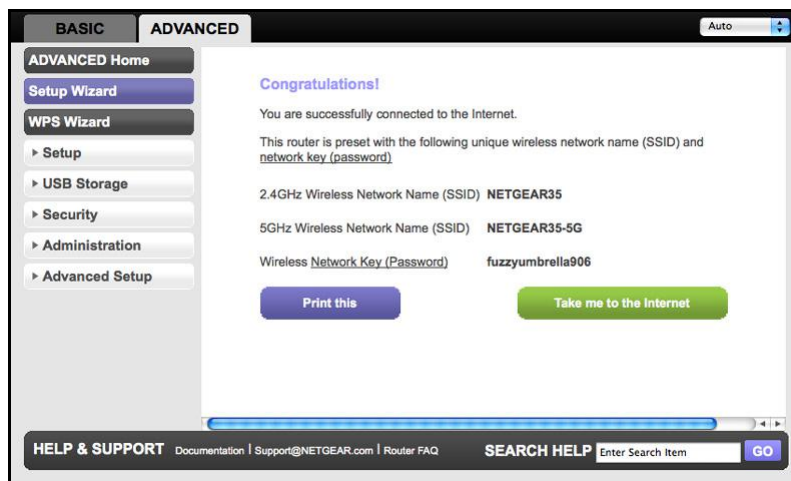 BASIC ADVANCED Auto
ADVANCED Home
Setup Wizard
WPS Wizard
Setup
USB Storage
Security
Administration
Advanced Setup
Congratulations!
You are successfully connected to the Internet.
This router is preset with the following unique wireless network name (SSID) and
network key (password)
2.4GHz Wireless Network Name (SSID) NETGEAR35
5GHz Wireless Network Name (SSID) NETGEAR35-5G
Wireless Network Key (Password) fuzzyumbrella906
Print this Take me to the Internet
HELP & SUPPORT Documentation | Support@NETGEAR.com | Router FAQ SEARCH HELP Enter Search Item GO